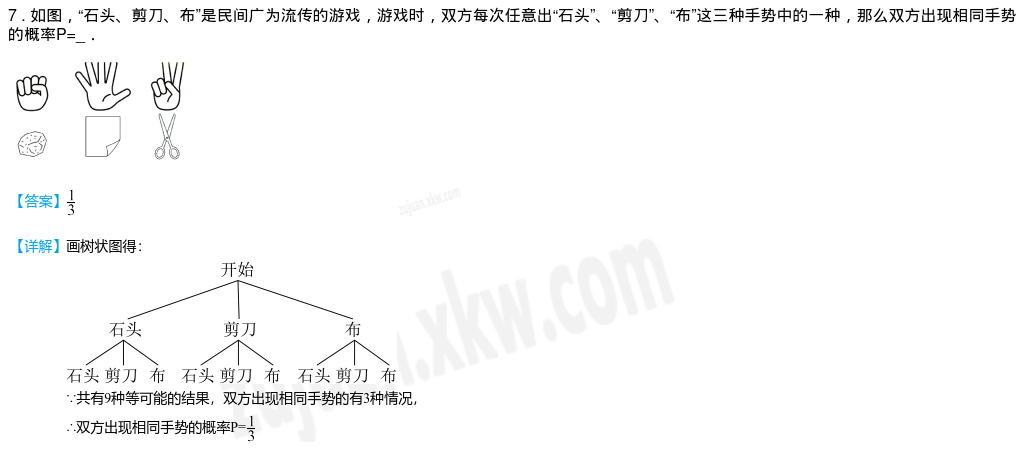 7．如图，“石头、剪刀、布”是民间广为流传的游戏，游戏时，双方每次任意出“石头”、“剪刀”、“布”这三种手势中的一种，那么双方出现相同手势
的概率P=_．
【答案】1/3
zujuan.xkw.com
【详解】画树状图得：
开始
石头 剪刀 布
石头 剪刀 布 石头 剪刀 布 石头 剪刀 布
∵共有9种等可能的结果，双方出现相同手势的有3种情况，
∴双方出现相同手势的概率P=1/3
zujuan.xkw.com